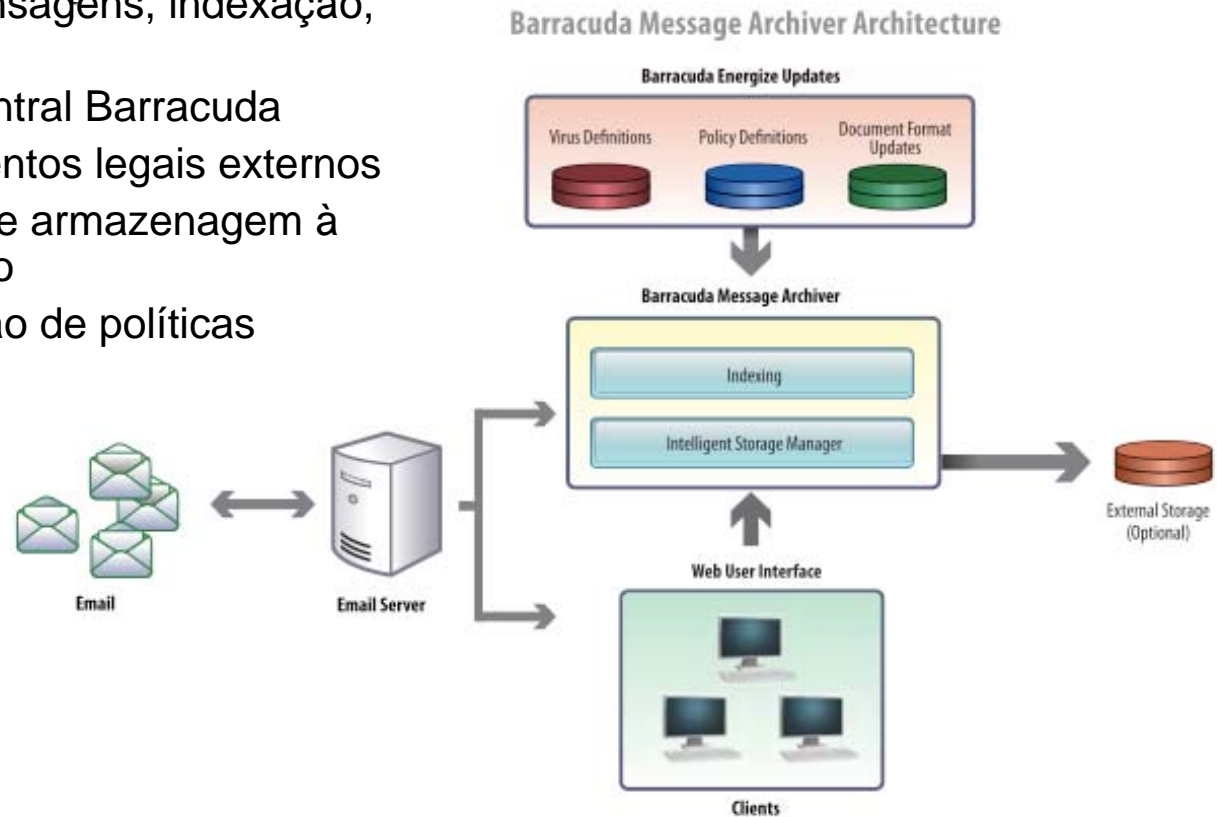 nsagens, indexação,
ntral Barracuda
entos legais externos
e armazenagem à
o
ão de políticas
Barracuda Message Archiver Architecture
Barracuda Energize Updates
Virus Definitions
Policy Definitions
Document Format
Updates
Barracuda Message Archiver
Indexing
Intelligent Storage Manager
External Storage
(Optional)
Email
Email Server
Web User Interface
Clients